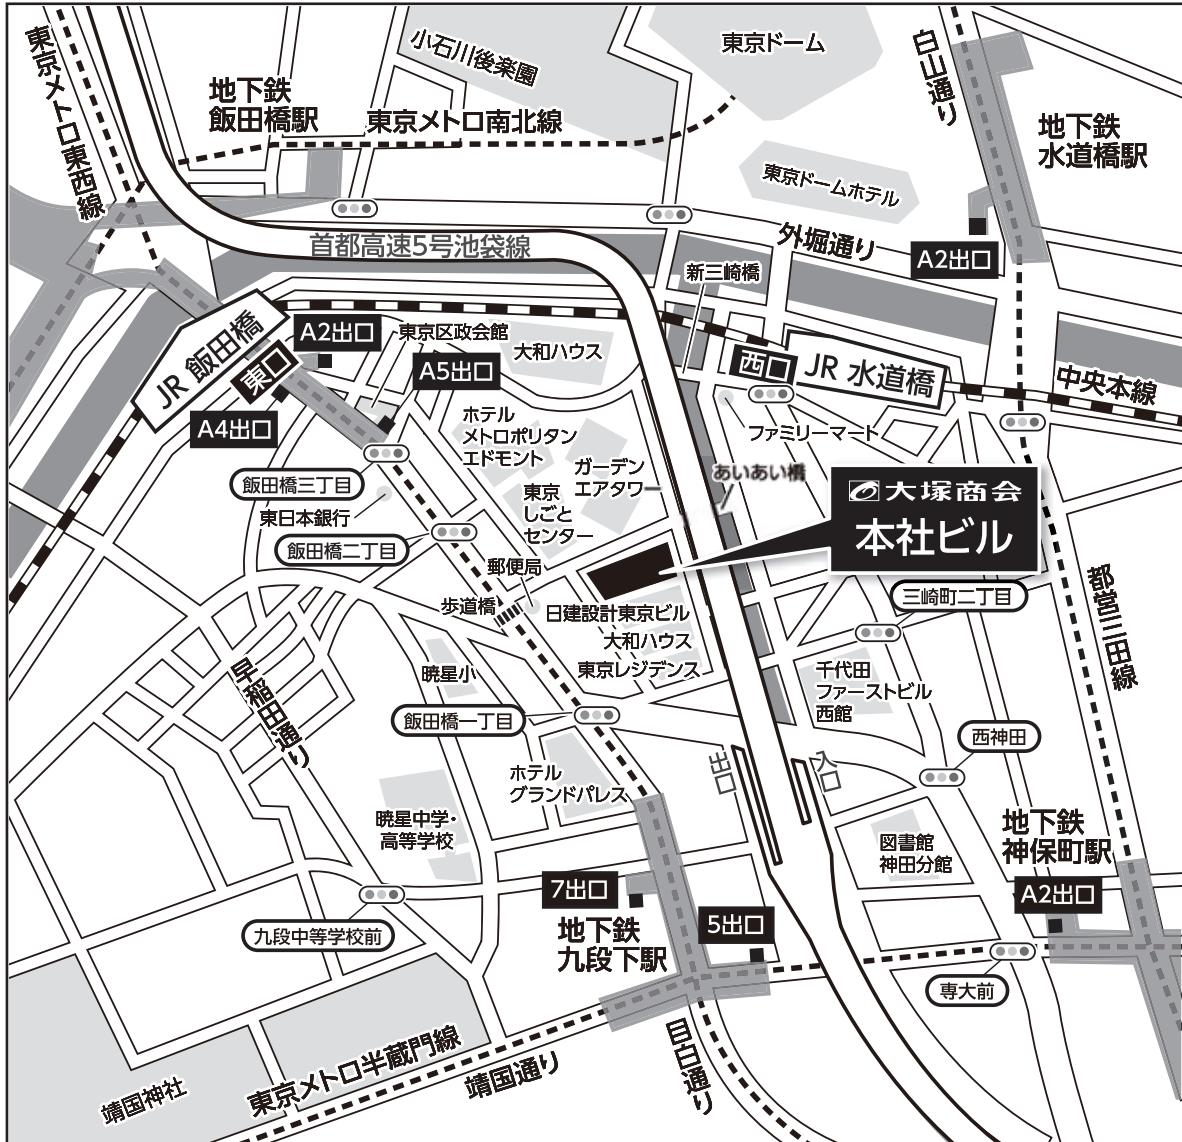 東京メトロ東西線
地下鉄
飯田橋駅
小石川後楽園
東京メトロ南北線
東京ドーム
白山通り
地下鉄
水道橋駅
東京ドームホテル
外堀通り
A2出口
首都高速5号池袋線
新三崎橋
JR 飯田橋
東口
A2出口
東京区政会館
大和ハウス
A5出口
A4出口
西口
JR 水道橋
中央本線
ホテル
メトロポリタン
エドモント
ファミリーマート
ガーデン
エアタワー
あいあい橋
飯田橋三丁目
東京
しごと
センター
大塚商会
本社ビル
東日本銀行
飯田橋二丁目
郵便局
歩道橋
日建設計東京ビル
大和ハウス
東京レジデンス
三崎町二丁目
都営三田線
早稲田通り
暁星小
千代田
ファーストビル
西館
飯田橋一丁目
西神田
出口
入口
ホテル
グランドパレス
暁星中学・
高等学校
図書館
神田分館
地下鉄
神保町駅
A2出口
7出口
地下鉄
九段下駅
5出口
九段中等学校前
専大前
靖国神社
東京メトロ半蔵門線
靖国通り
目白通り